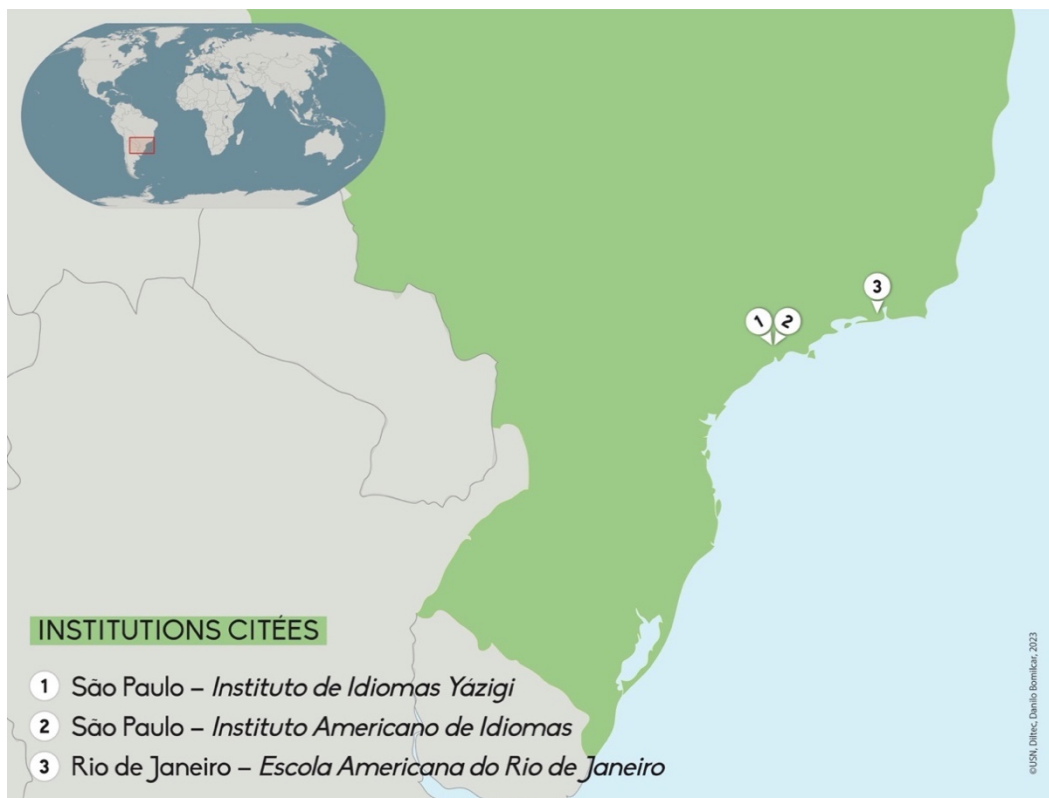 1 2
3
INSTITUTIONS CITÉES
1 São Paulo – Instituto de Idiomas Yázigi
2 São Paulo – Instituto Americano de Idiomas
3 Rio de Janeiro – Escola Americana do Rio de Janeiro
©USN, Diltec, Danilo Bomilcar, 2023